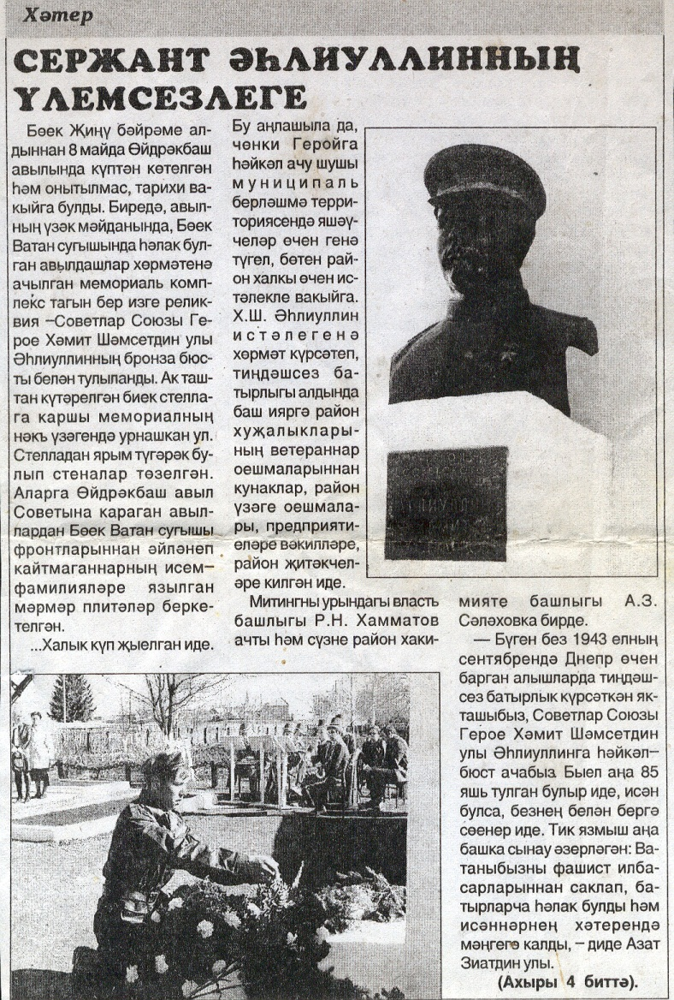 Хәтер
СЕРЖАНТ ӘҺЛИУЛЛИННЫҢ
ҮЛЕМСЕЗЛЕГЕ
Бөек Җиңү бәйрәме ал-
дыннан 8 майда Өйдрәкбаш
авылында күптән көтелгән
һәм онытылмас, тарихи ва-
кыйга булды. Биредә, авыл-
ның үзәк мәйданында, Бөек
Ватан сугышында һәлак бул-
ган авылдашлар хөрмәтенә
ачылган мемориаль комп-
лекс тагын бер изге релик-
вия –Советлар Союзы Ге-
рое Хәмит Шәмсетдин улы
Әһлиуллинның бронза бюс-
ты белән тулыланды. Ак таш-
тан күтәрелгән биек стелла-
га каршы мемориалның
нәкъ үзәгендә урнашкан ул.
Стелладан ярым түгәрәк бу-
лып стеналар төзелгән.
Аларга Өйдрәкбаш авыл
Советына караган авыл-
лардан Бөек Ватан сугышы
фронтларыннан әйләнеп
кайтмаганнарның исем–
фамилияләре язылган
мәрмәр плитәләр берке-
телгән.
...Халык күп җыелган иде.
Бу аңлашыла да,
чөнки Геройга
һәйкәл ачу шушы
муниципаль
берләшмә терри-
ториясендә яшәү-
челәр өчен генә
түгел, бөтен рай-
он халкы өчен ис-
тәлекле вакыйга.
Х.Ш. Әһлиуллин
истәлегенә
хөрмәт күрсәтеп,
тиңдәшсез ба-
тырлыгы алдында
баш ияргә район
хуҗалыклары-
ның ветераннар
оешмаларыннан
кунаклар, район
үзәге оешмала-
ры, предприяти-
еләре вәкилләре,
район җитәкчел-
әре килгән иде.
Митингны урындагы власть
башлыгы Р.Н. Хамматов
ачты һәм сүзне район хаки-
мияте башлыгы А.З.
Сәләховка бирде.
— Бүген без 1943 елның
сентябрендә Днепр өчен
барган алышларда тиңдәш-
сез батырлык күрсәткән як-
ташыбыз, Советлар Союзы
Герое Хәмит Шәмсетдин
улы Әһлиуллинга һәйкәл–
бюст ачабыз. Быел аңа 85
яшь тулган булыр иде, исән
булса, безнең белән бергә
сөенер иде. Тик язмыш аңа
башка сынау әзерләгән: Ва-
таныбызны фашист илба-
сарларыннан саклап, ба-
тырларча һәлак булды һәм
исәннәрнең хәтерендә
мәңгегә калды, – диде Азат
Зиатдин улы.
(Ахыры 4 биттә).